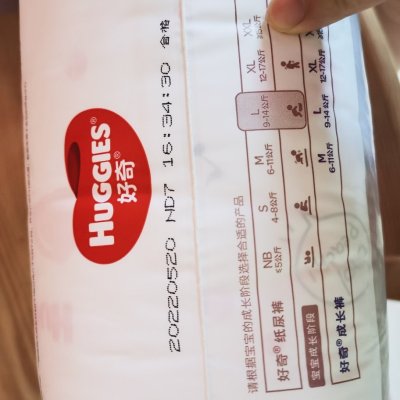 HUGGIES®
好奇®
20220520 ND7 16:34:30 合格
请根据宝宝的成长阶段选择合适的产品
好奇®纸尿裤 NB ≤5公斤 S 4-8公斤 M 6-11公斤 L 9-14公斤 XL 12-17公斤 XXL
宝宝成长阶段
好奇®成长裤 M 6-11公斤 L 9-14公斤 XL 12-17公斤